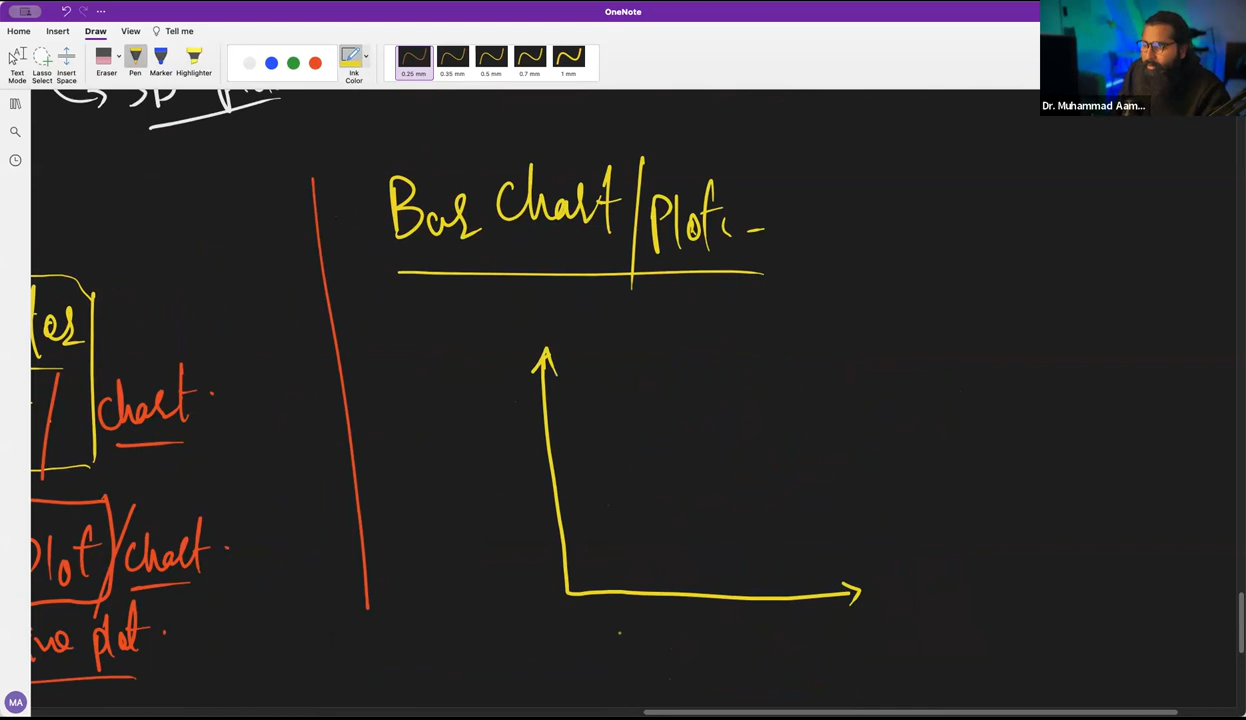 OneNote
Home Insert Draw View Tell me
Text Mode
Lasso Select
Insert Space
Eraser
Pen
Marker
Highlighter
Ink Color
0.25 mm
0.35 mm
0.5 mm
0.7 mm
1 mm
Dr. Muhammad Aam...
Bar Chart/Plot:-
chart.
plot/chart.
plot.
MA